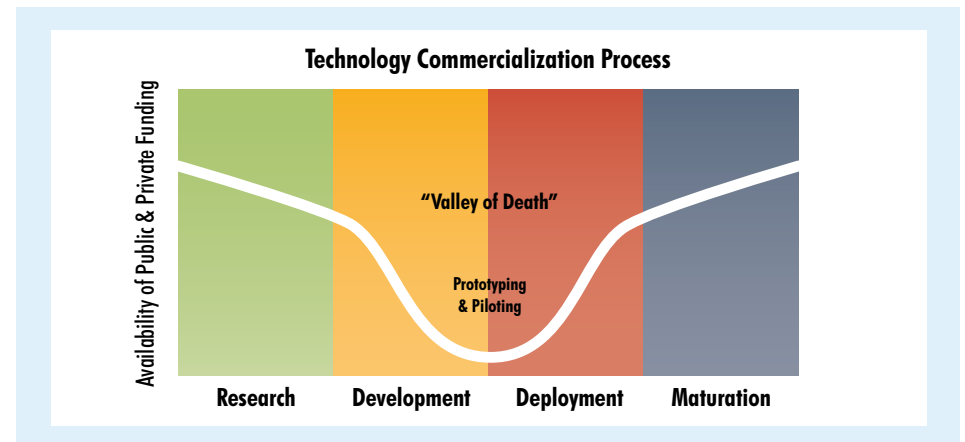 Technology Commercialization Process
Availability of Public & Private Funding
“Valley of Death”
Prototyping
& Piloting
Research Development Deployment Maturation